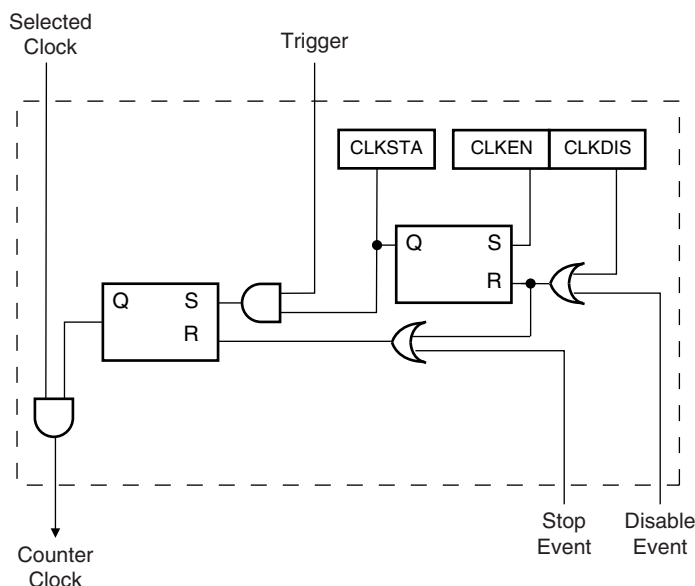 Selected
Clock
Trigger
CLKSTA
CLKEN
CLKDIS
Q
S
R
Q
S
R
Stop
Event
Disable
Event
Counter
Clock